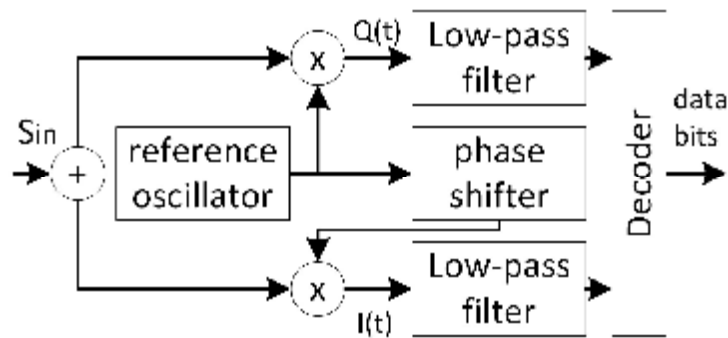 Q(t)
Low-pass
filter
x
Sin
+
reference
oscillator
phase
shifter
Decoder
data
bits
x
I(t)
Low-pass
filter